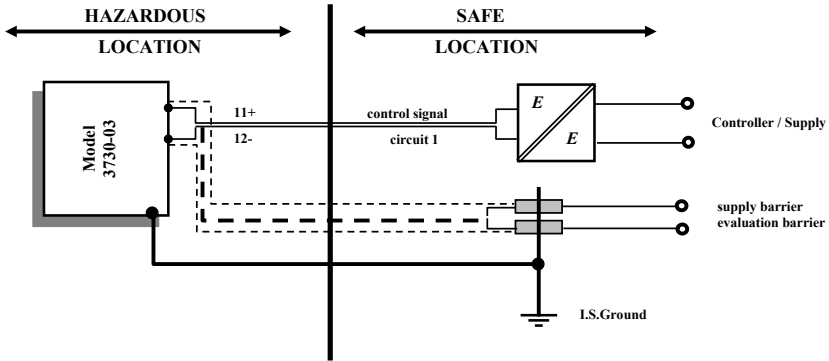 HAZARDOUS
LOCATION
SAFE
LOCATION
Model
3730-03
11+
12-
control signal
circuit 1
E
E
Controller / Supply
supply barrier
evaluation barrier
I.S.Ground